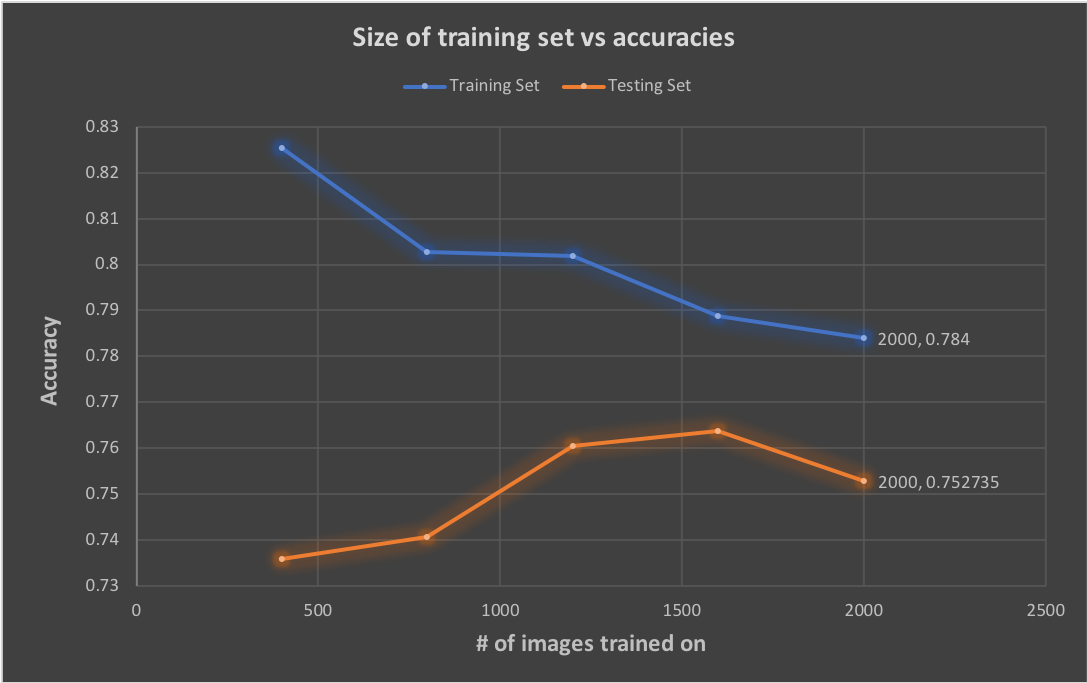 Size of training set vs accuracies
Training Set Testing Set
0.83
0.82
0.81
0.8
0.79
0.78
0.77
0.76
0.75
0.74
0.73
Accuracy
2000, 0.784
2000, 0.752735
0 500 1000 1500 2000 2500
# of images trained on